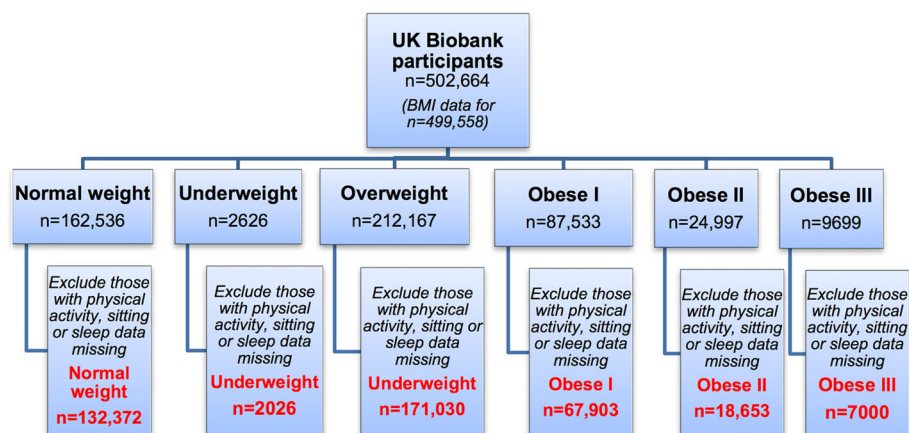 UK Biobank
participants
n=502,664
(BMI data for
n=499,558)
Normal weight
n=162,536
Underweight
n=2626
Overweight
n=212,167
Obese I
n=87,533
Obese II
n=24,997
Obese III
n=9699
Exclude those
with physical
activity, sitting
or sleep data
missing
Normal
weight
n=132,372
Exclude those
with physical
activity, sitting
or sleep data
missing
Underweight
n=2026
Exclude those
with physical
activity, sitting or
sleep data
missing
Underweight
n=171,030
Exclude those
with physical
activity, sitting
or sleep data
missing
Obese I
n=67,903
Exclude those
with physical
activity, sitting
or sleep data
missing
Obese II
n=18,653
Exclude those
with physical
activity, sitting
or sleep data
missing
Obese III
n=7000